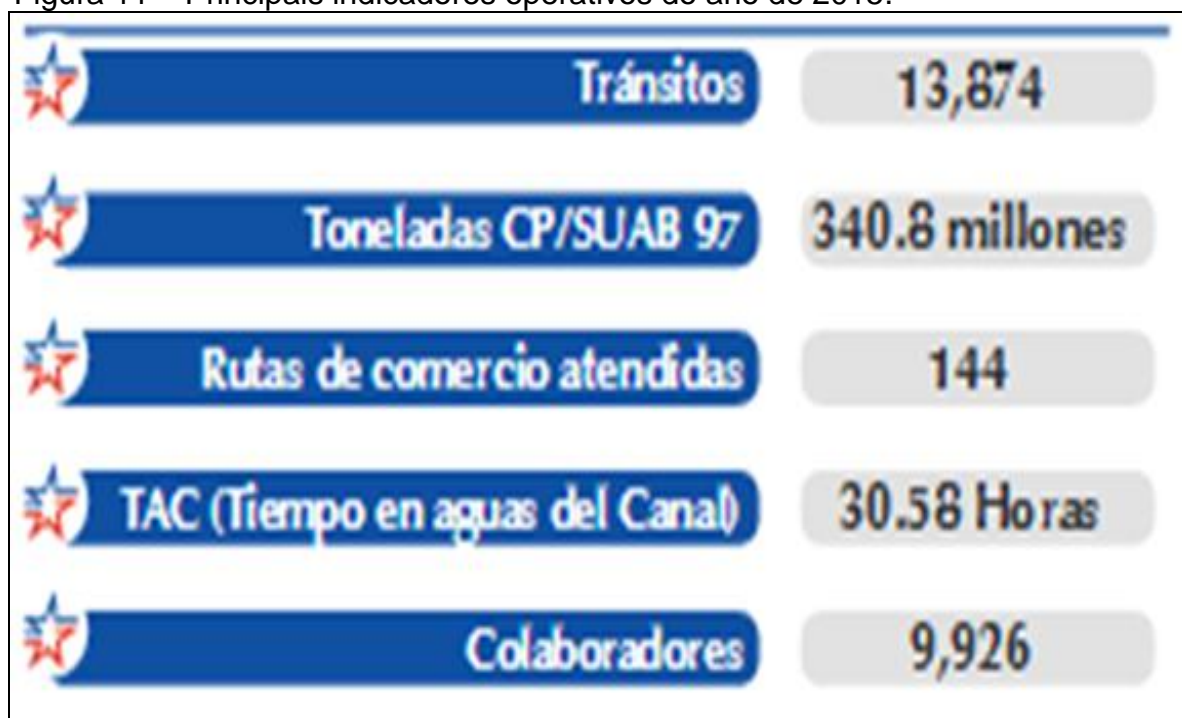 Principais indicadores operativos do ano de
Tránsitos 13,874
Toneladas CP/SUAB 97 340.8 millones
Rutas de comercio atendidas 144
TAC (Tiempo en aguas del Canal) 30.58 Horas
Colaboradores 9,926